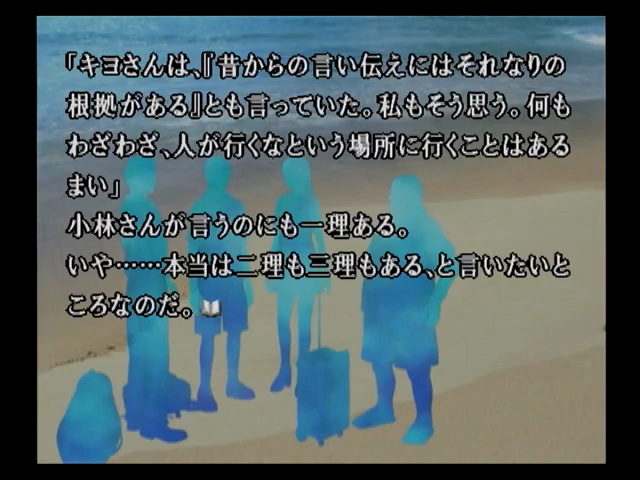 「キヨさんは、『昔からの言い伝えにはそれなりの
根拠がある』とも言っていた。私もそう思う。何も
わざわざ、人が行くなという場所に行くことはある
まい」
小林さんが言うのにも一理ある。
いや……本当は二理も三理もある、と言いたいと
ころなのだ。